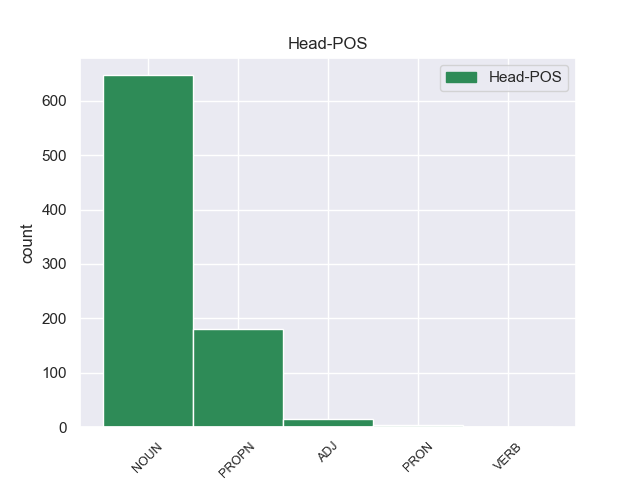 Head-POS
Head-POS
600
500
400
300
200
100
0
count
NOUN
PROPN
ADJ
PRON
VERB